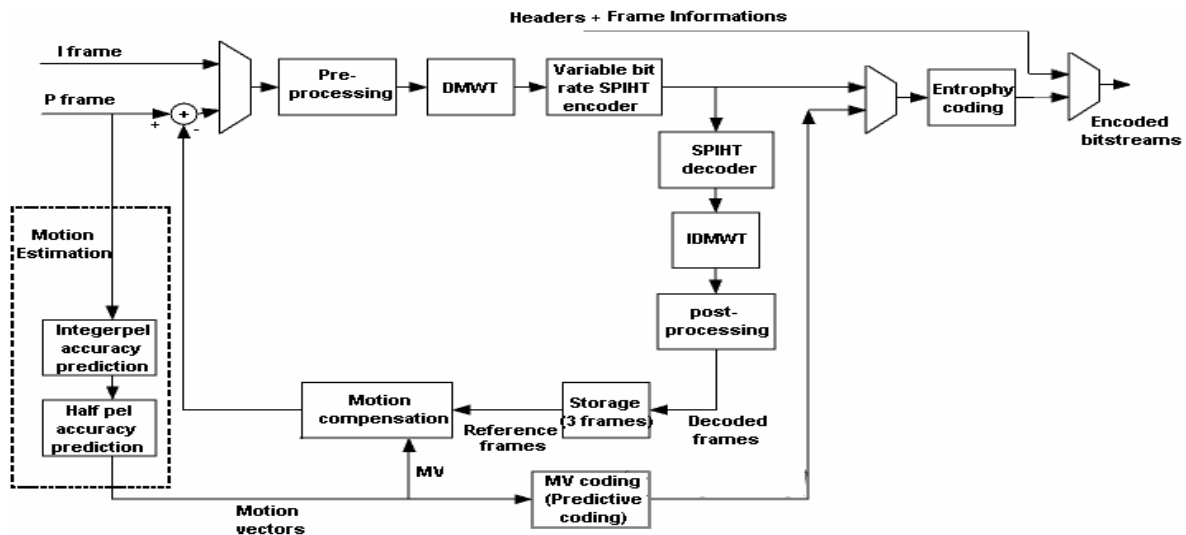 Headers + Frame Informations
I frame
P frame
+
+
-
Pre-
processing
DMWT
Variable bit
rate SPIHT
encoder
Entrophy
coding
Encoded
bitstreams
SPIHT
decoder
IDMWT
post-
processing
Motion
Estimation
Integerpel
accuracy
prediction
Half pel
accuracy
prediction
Motion
compensation
Reference
frames
Storage
(3 frames)
Decoded
frames
MV
MV coding
(Predictive
coding)
Motion
vectors